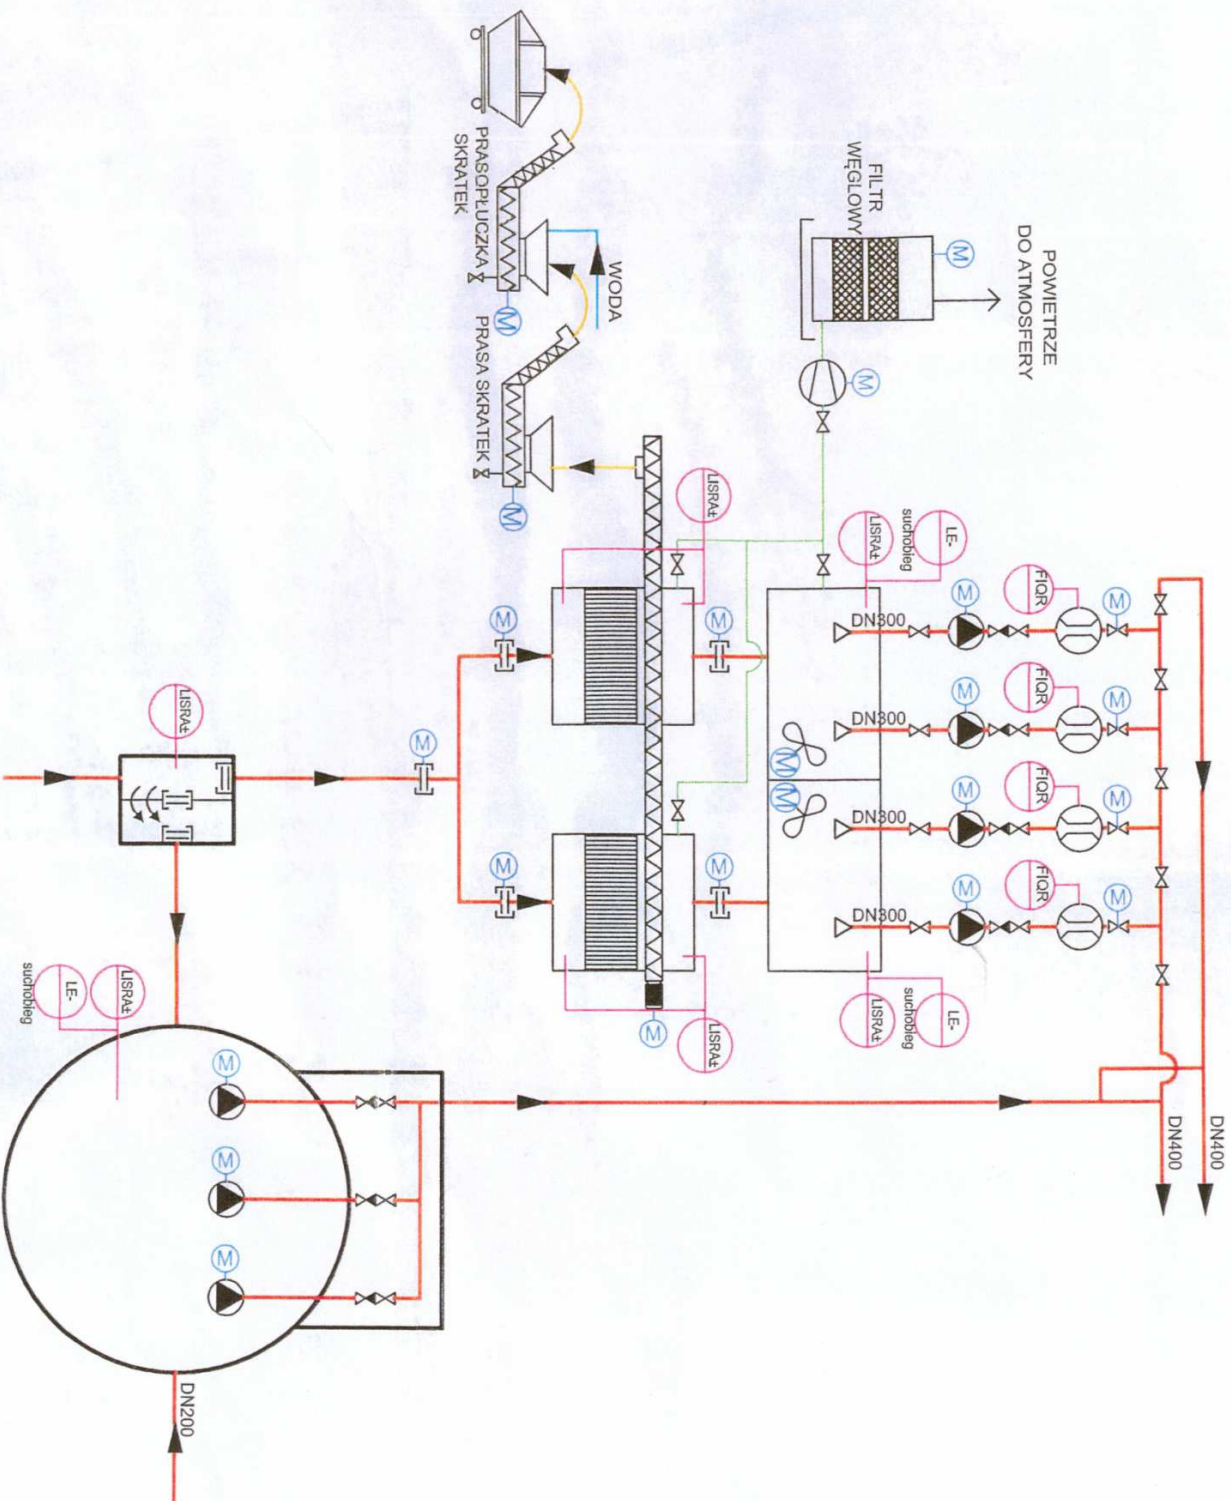 DN400
DN400
M
M
M
M
POWIETRZE
DO ATMOSFERY
FIQR
FIQR
FIQR
FIQR
M
M
M
M
M
LE-
suchobieg
LISRA±
LE-
suchobieg
LISRA±
FILTR
WĘGLOWY
M
DN300
DN300
DN300
DN300
M
M
LISRA±
M
M
LISRA±
M
WODA
M
M
M
M
PRASOPŁUCZKA
SKRATEK
PRASA SKRATEK
M
M
M
M
LISRA±
DN200
LISRA±
LE-
suchobieg